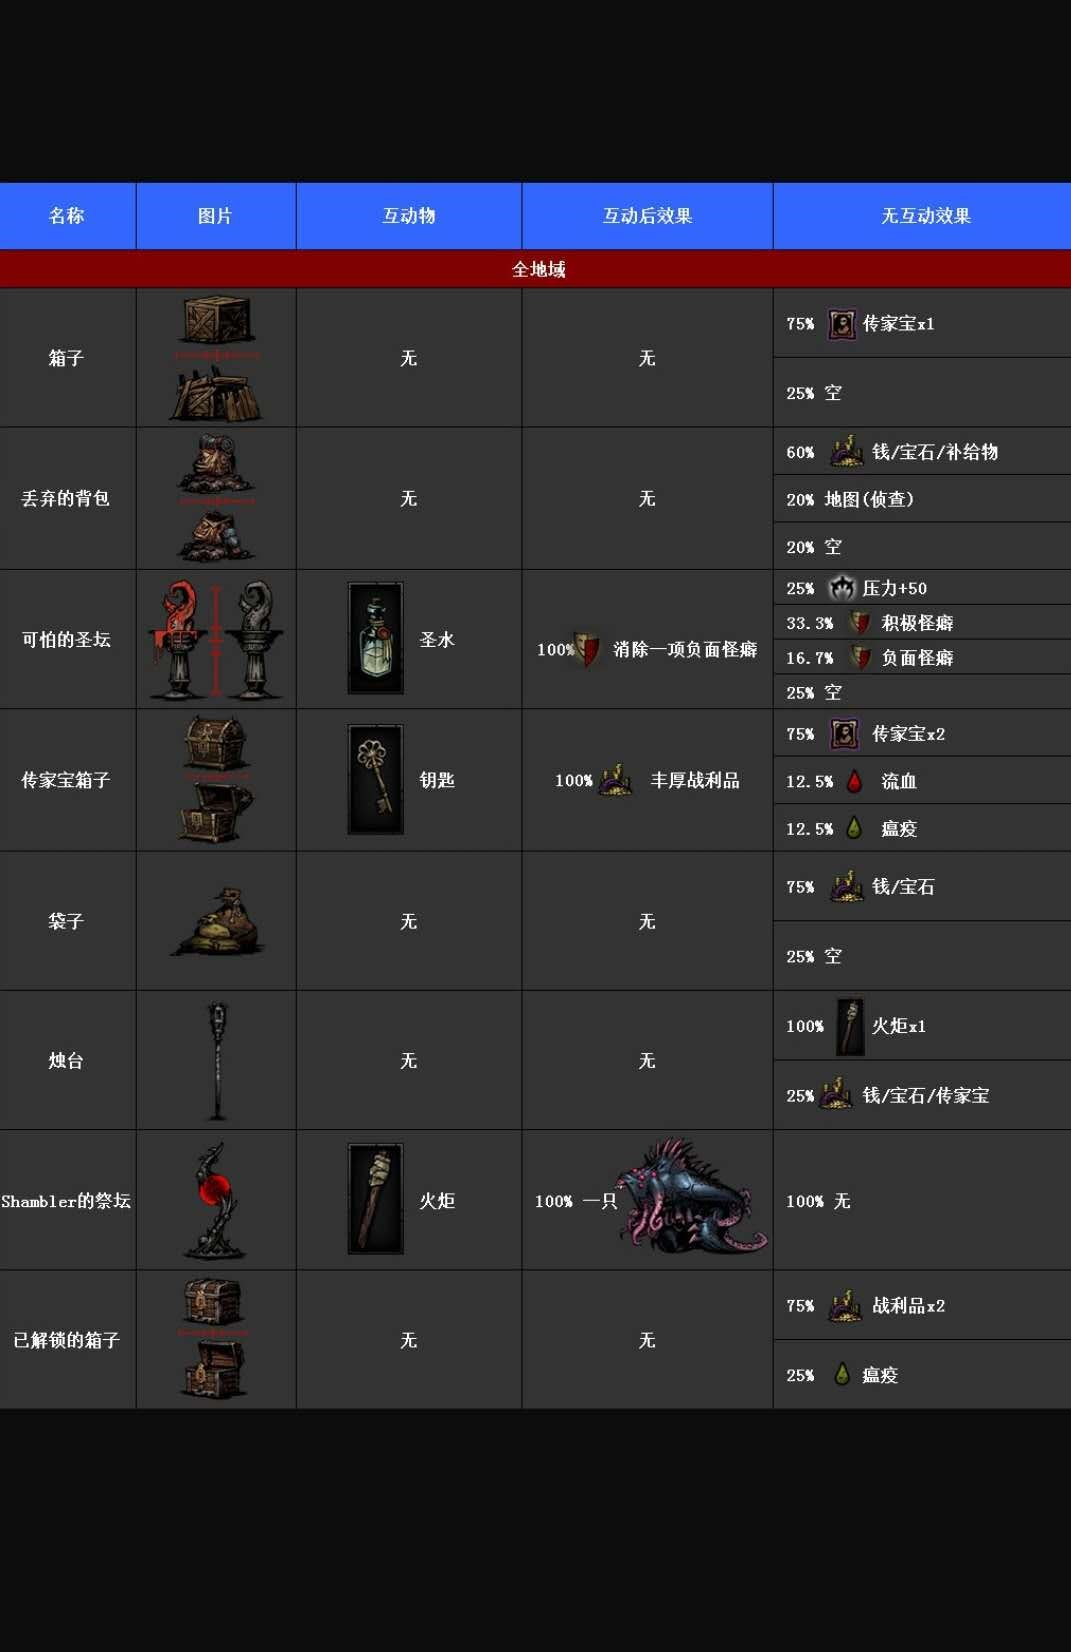 名称 图片 互动物 互动后效果 无互动效果
全地域
箱子 无 无
75% 传家宝x1
25% 空
丢弃的背包 无 无
60% 钱/宝石/补给物
20% 地图(侦查)
20% 空
可怕的圣坛 圣水 100% 消除一项负面怪癖
25% 压力+50
33.3% 积极怪癖
16.7% 负面怪癖
25% 空
传家宝箱子 钥匙 100% 丰厚战利品
75% 传家宝x2
12.5% 流血
12.5% 瘟疫
袋子 无 无
75% 钱/宝石
25% 空
烛台 无 无
100% 火炬x1
25% 钱/宝石/传家宝
Shambler的祭坛 火炬 100% 一只 100% 无
已解锁的箱子 无 无
75% 战利品x2
25% 瘟疫